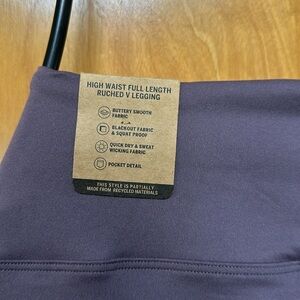 HIGH WAIST FULL LENGTH
RUCHED V LEGGING
BUTTERY SMOOTH
FABRIC
BLACKOUT FABRIC
& SQUAT PROOF
QUICK DRY & SWEAT
WICKING FABRIC
POCKET DETAIL
THIS STYLE IS PARTIALLY
MADE FROM RECYCLED MATERIALS